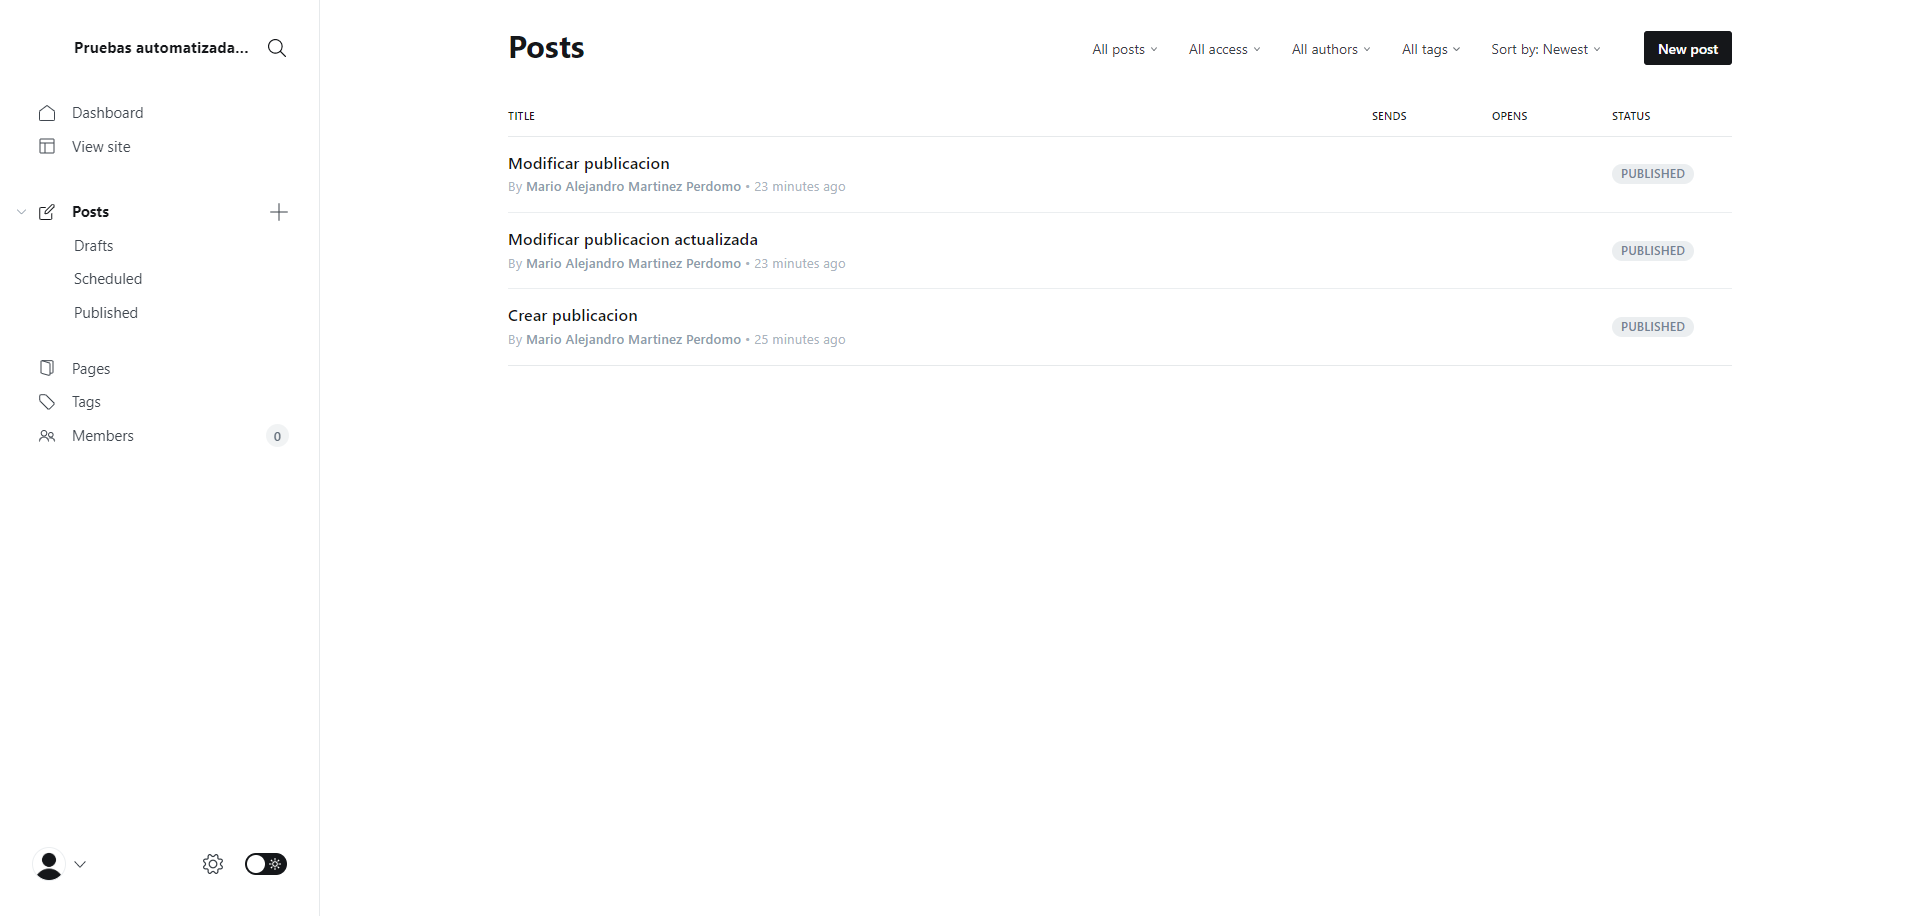 Pruebas automatizada...
Dashboard
View site
Posts
Drafts
Scheduled
Published
Pages
Tags
Members
0
Posts
All posts
All access
All authors
All tags
Sort by: Newest
New post
TITLE
SENDS
OPENS
STATUS
Modificar publicacion
By Mario Alejandro Martinez Perdomo • 23 minutes ago
PUBLISHED
Modificar publicacion actualizada
By Mario Alejandro Martinez Perdomo • 23 minutes ago
PUBLISHED
Crear publicacion
By Mario Alejandro Martinez Perdomo • 25 minutes ago
PUBLISHED